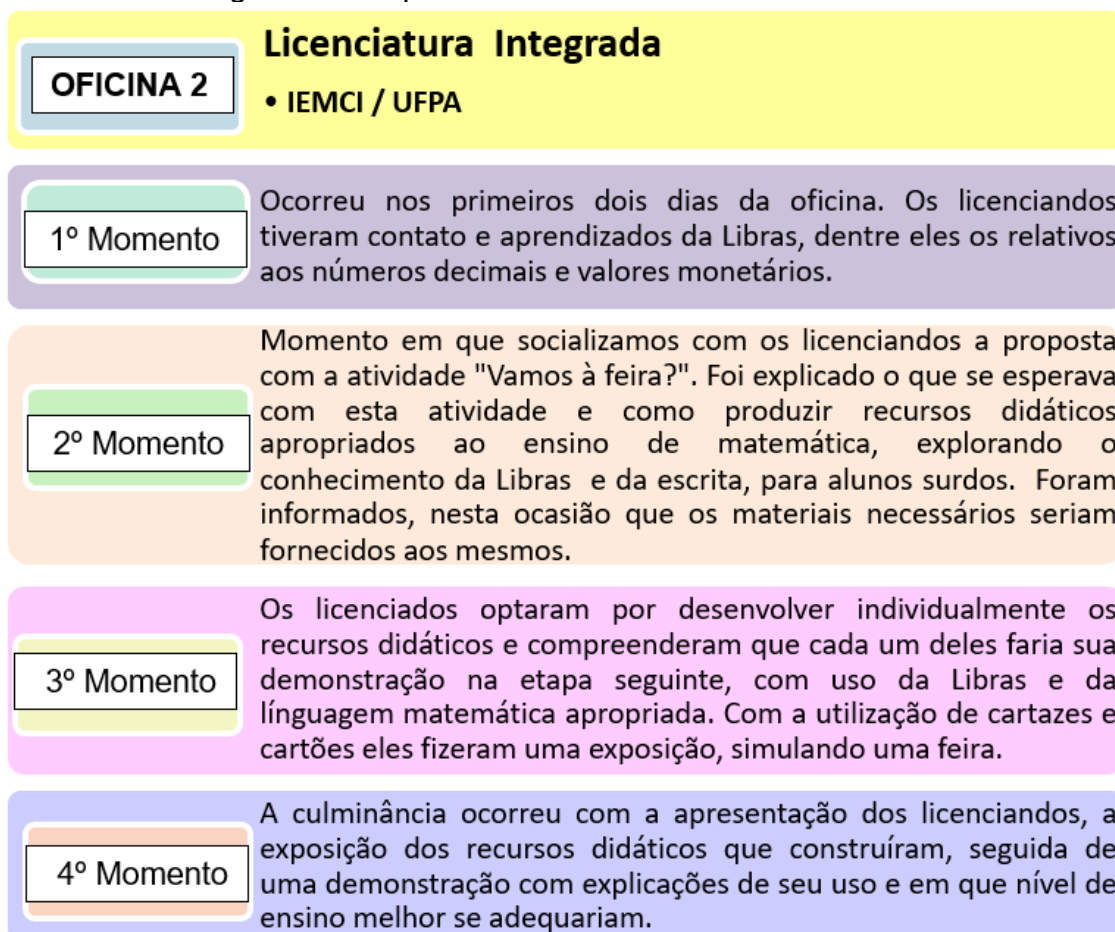 OFICINA 2
Licenciatura Integrada
• IEMCI / UFPA
1º Momento
Ocorreu nos primeiros dois dias da oficina. Os licenciandos
tiveram contato e aprendizados da Libras, dentre eles os relativos
aos números decimais e valores monetários.
2º Momento
Momento em que socializamos com os licenciandos a proposta
com a atividade "Vamos à feira?". Foi explicado o que se esperava
com esta atividade e como produzir recursos didáticos
apropriados ao ensino de matemática, explorando o
conhecimento da Libras e da escrita, para alunos surdos. Foram
informados, nesta ocasião que os materiais necessários seriam
fornecidos aos mesmos.
3º Momento
Os licenciados optaram por desenvolver individualmente os
recursos didáticos e compreenderam que cada um deles faria sua
demonstração na etapa seguinte, com uso da Libras e da
línguagem matemática apropriada. Com a utilização de cartazes e
cartões eles fizeram uma exposição, simulando uma feira.
4º Momento
A culminância ocorreu com a apresentação dos licenciandos, a
exposição dos recursos didáticos que construíram, seguida de
uma demonstração com explicações de seu uso e em que nível de
ensino melhor se adequariam.